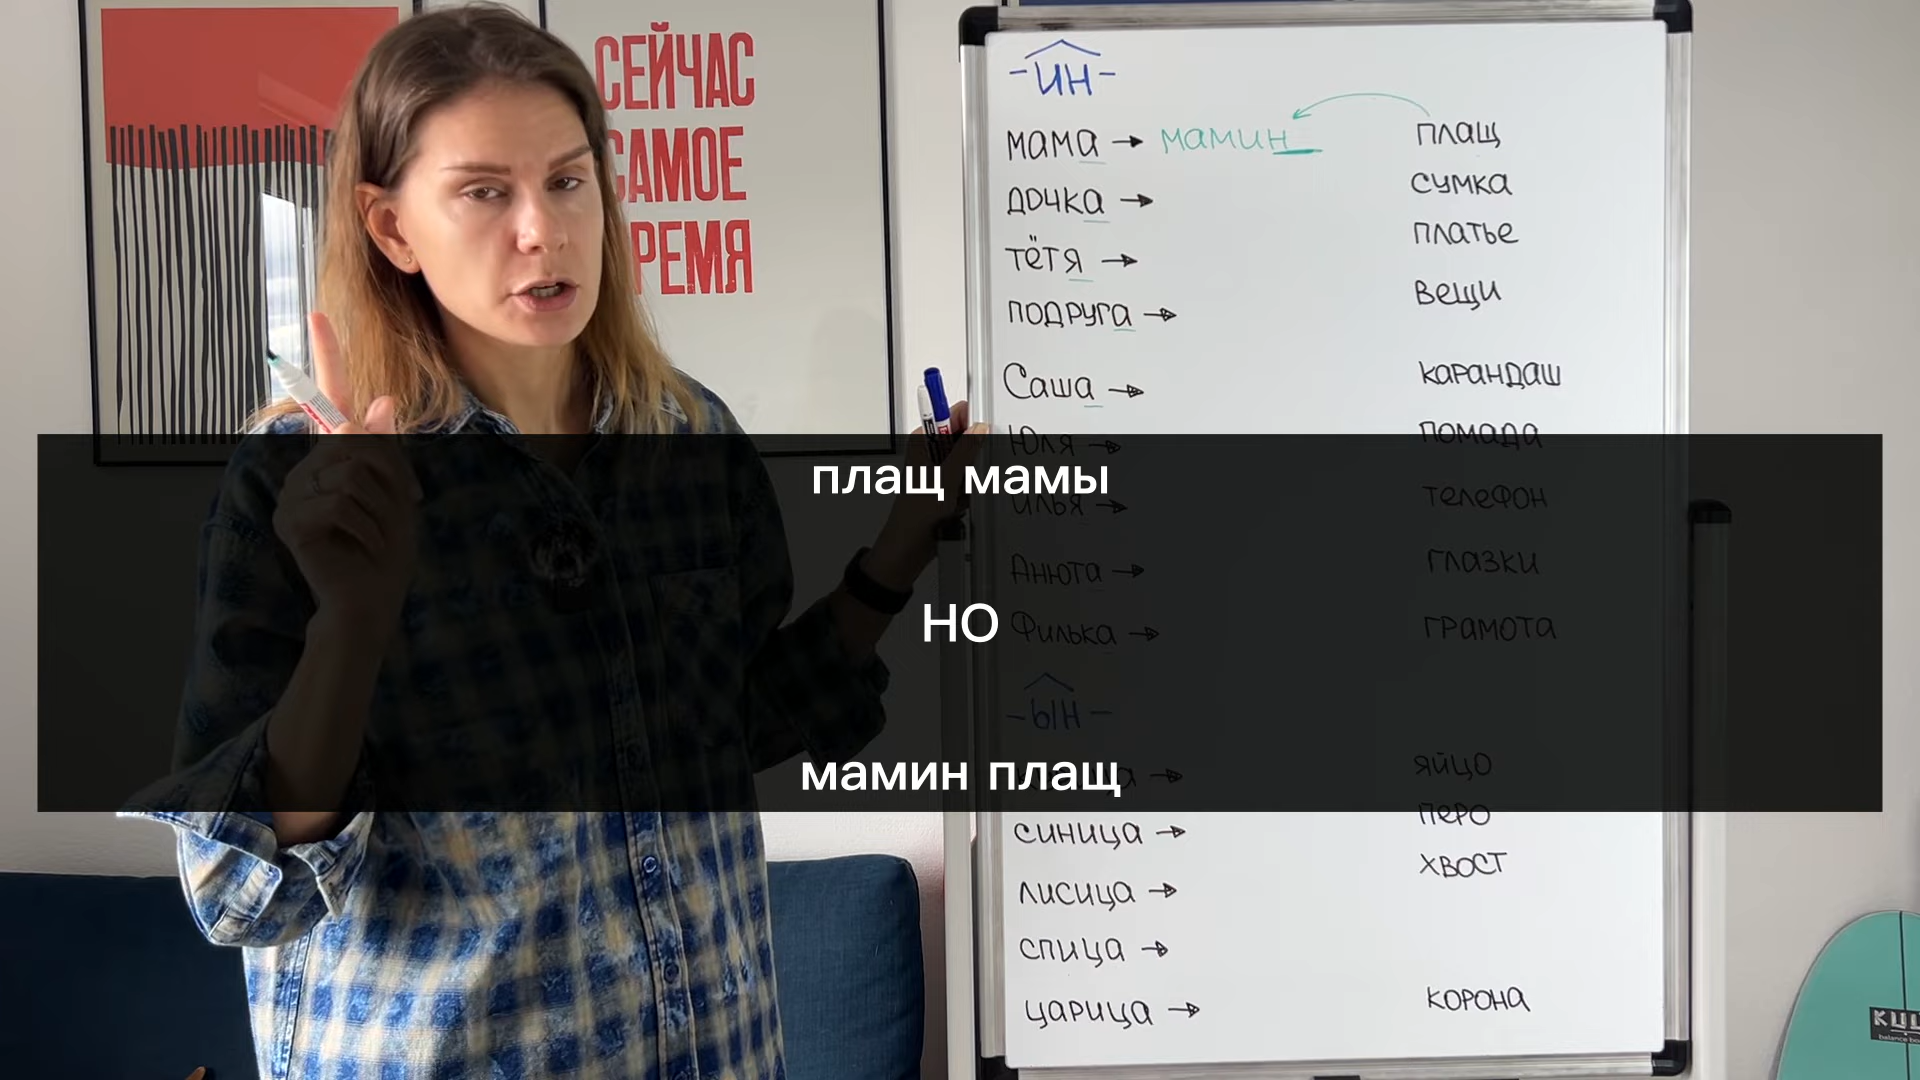 СЕЙЧАС
САМОЕ
ВРЕМЯ
-ИН-
мама → мамин плащ
дочка → сумка
тётя → платье
подруга → вещи
Саша → карандаш
Юля → помада
Илья → телефон
Анюта → глазки
Филька → грамота
плащ мамы
НО
мамин плащ
-ЫН-
яйцо
синица → перо
лисица → хвост
спица →
царица → корона